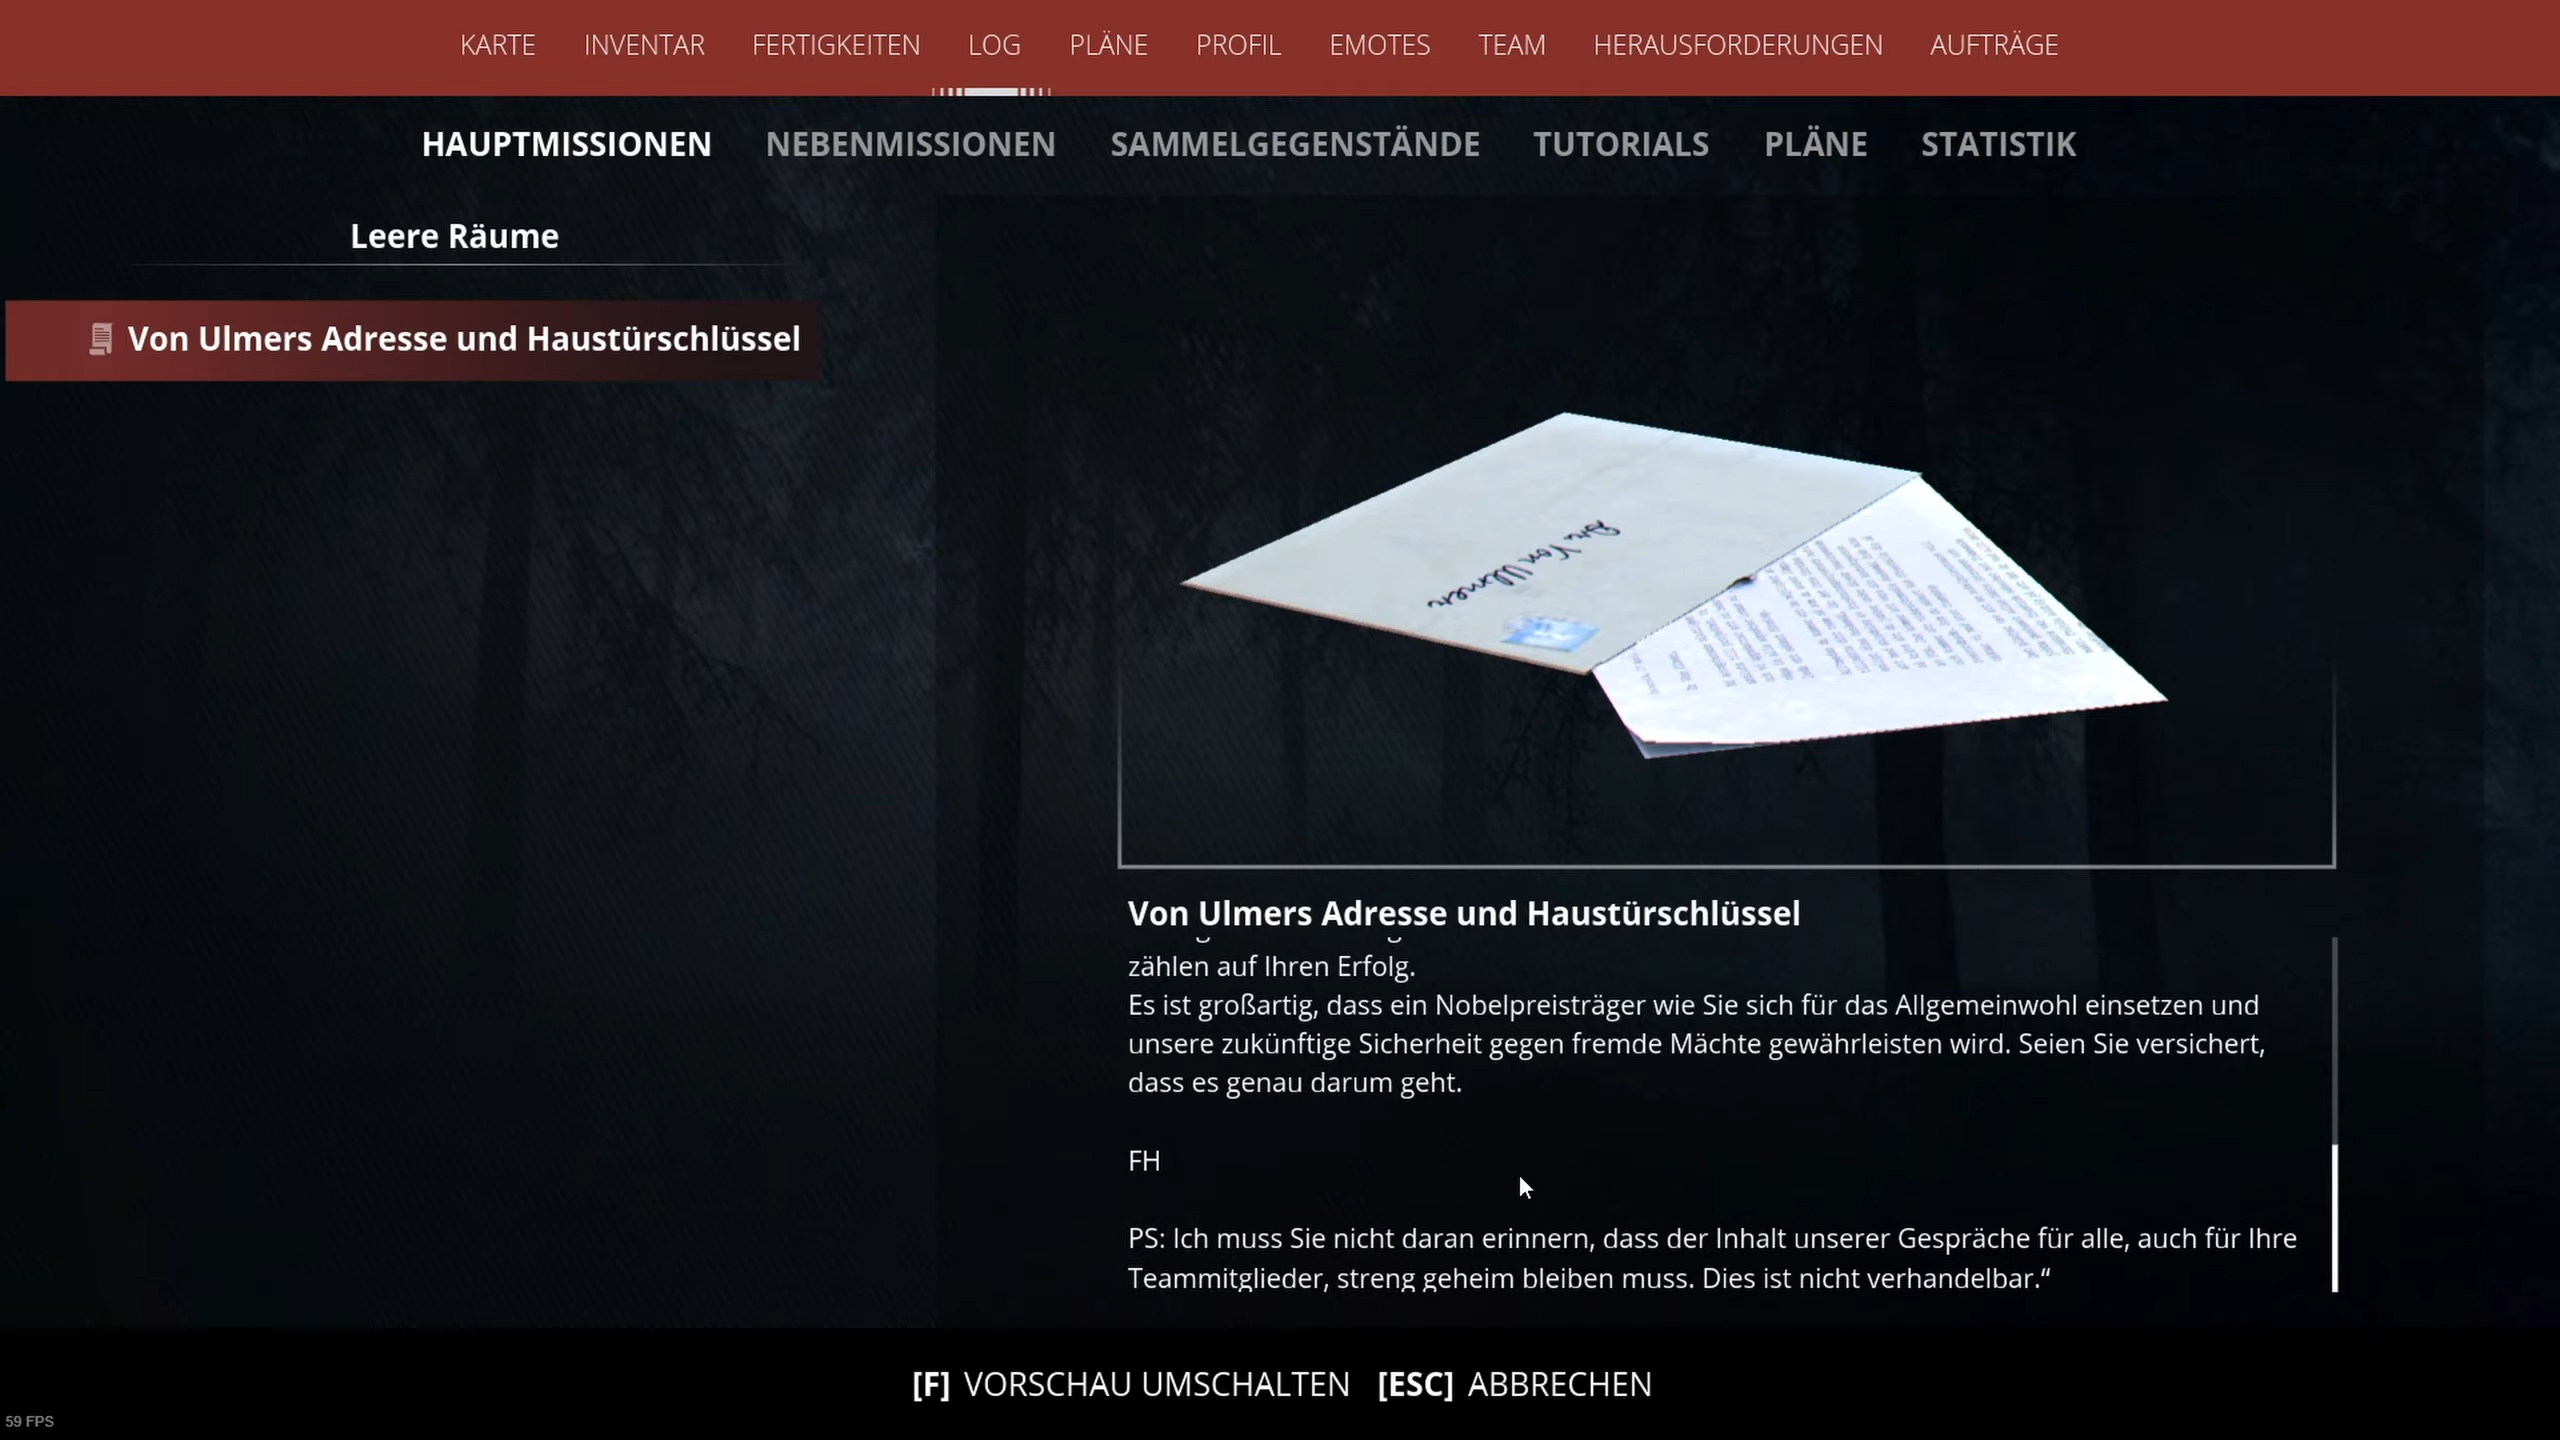 KARTE INVENTAR FERTIGKEITEN LOG PLÄNE PROFIL EMOTES TEAM HERAUSFORDERUNGEN AUFTRÄGE
HAUPTMISSIONEN NEBENMISSIONEN SAMMELGEGENSTÄNDE TUTORIALS PLÄNE STATISTIK
Leere Räume
Von Ulmers Adresse und Haustürschlüssel
Dr. Von Ulmer
Von Ulmers Adresse und Haustürschlüssel
zählen auf Ihren Erfolg.
Es ist großartig, dass ein Nobelpreisträger wie Sie sich für das Allgemeinwohl einsetzen und
unsere zukünftige Sicherheit gegen fremde Mächte gewährleisten wird. Seien Sie versichert,
dass es genau darum geht.
FH
PS: Ich muss Sie nicht daran erinnern, dass der Inhalt unserer Gespräche für alle, auch für Ihre
Teammitglieder, streng geheim bleiben muss. Dies ist nicht verhandelbar.“
[F] VORSCHAU UMSCHALTEN [ESC] ABBRECHEN
59 FPS